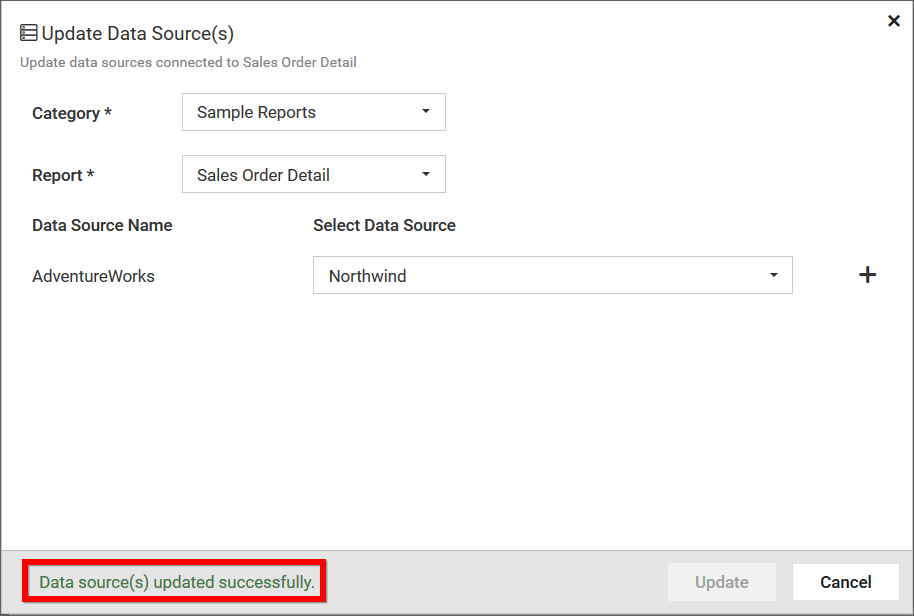 Update Data Source(s)
Update data sources connected to Sales Order Detail
Category *
Sample Reports
Report *
Sales Order Detail
Data Source Name
Select Data Source
AdventureWorks
Northwind
Data source(s) updated successfully.
Update
Cancel